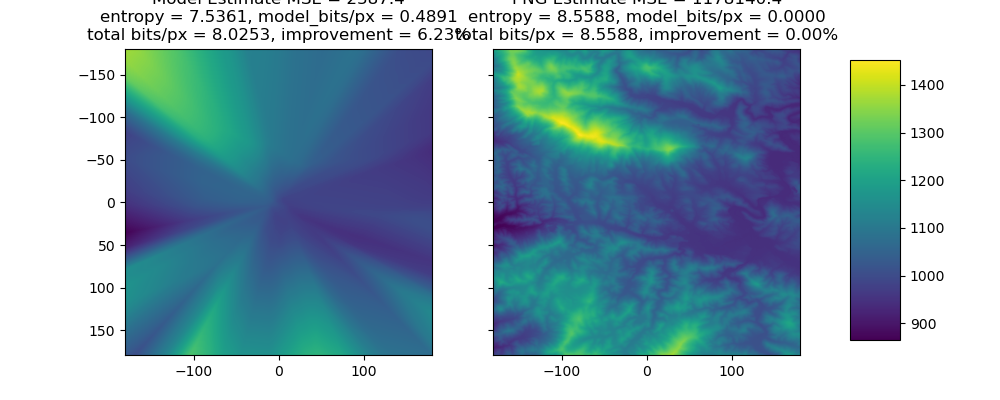 Model Estimate MSE = 2587.4 PNG Estimate MSE = 1178140.4
entropy = 7.5361, model_bits/px = 0.4891 entropy = 8.5588, model_bits/px = 0.0000
total bits/px = 8.0253, improvement = 6.23% total bits/px = 8.5588, improvement = 0.00%
−150 1400
−100 1300
−50 1200
0 1100
50 1000
100 900
150
−100 0 100 −100 0 100